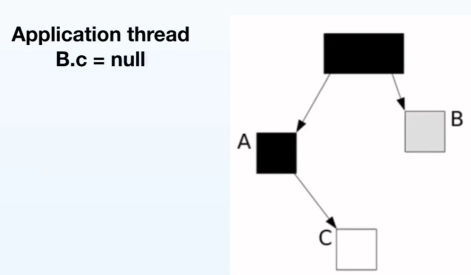 Application thread
B.c = null
B
A
C